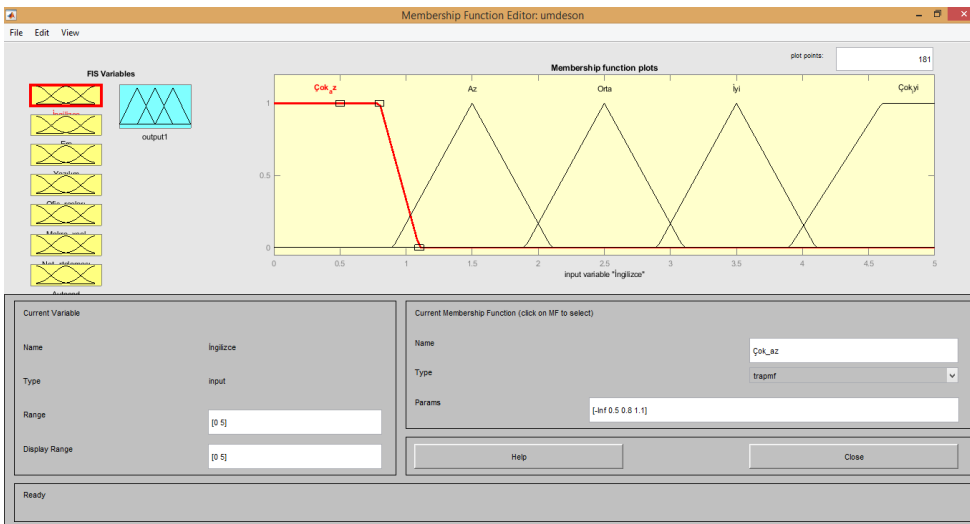 Membership Function Editor: umdeson
File Edit View
plot points: 181
FIS Variables
İngilizce
Yazılım
Autocad
output1
Membership function plots
Çok_az Az Orta İyi Çok_iyi
1
0.5
0
0 0.5 1 1.5 2 2.5 3 3.5 4 4.5 5
input variable "İngilizce"
Current Variable
Name İngilizce
Type input
Range [0 5]
Display Range [0 5]
Current Membership Function (click on MF to select)
Name Çok_az
Type trapmf
Params [-Inf 0.5 0.8 1.1]
Help Close
Ready